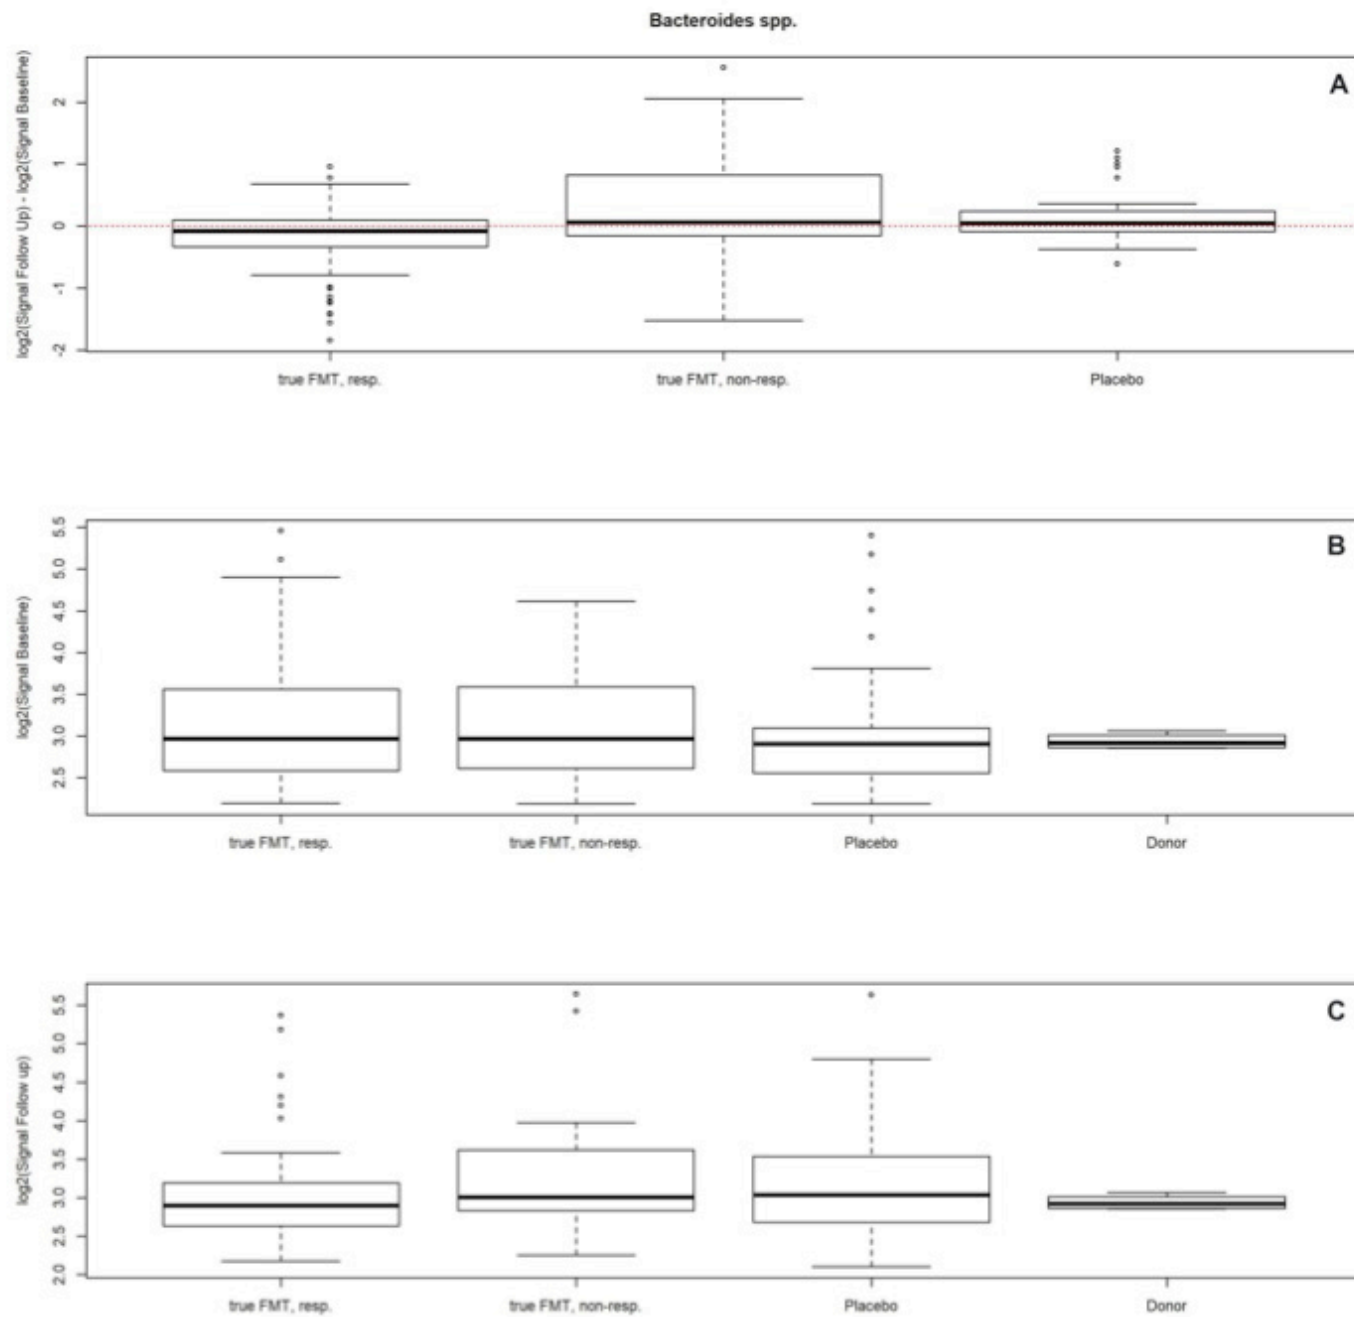 Bacteroides spp.
A
log2(Signal Follow Up) - log2(Signal Baseline)
2
1
0
-1
-2
true FMT, resp.
true FMT, non-resp.
Placebo
B
log2(Signal Baseline)
5.5
5.0
4.5
4.0
3.5
3.0
2.5
true FMT, resp.
true FMT, non-resp.
Placebo
Donor
C
log2(Signal Follow up)
5.5
5.0
4.5
4.0
3.5
3.0
2.5
2.0
true FMT, resp.
true FMT, non-resp.
Placebo
Donor